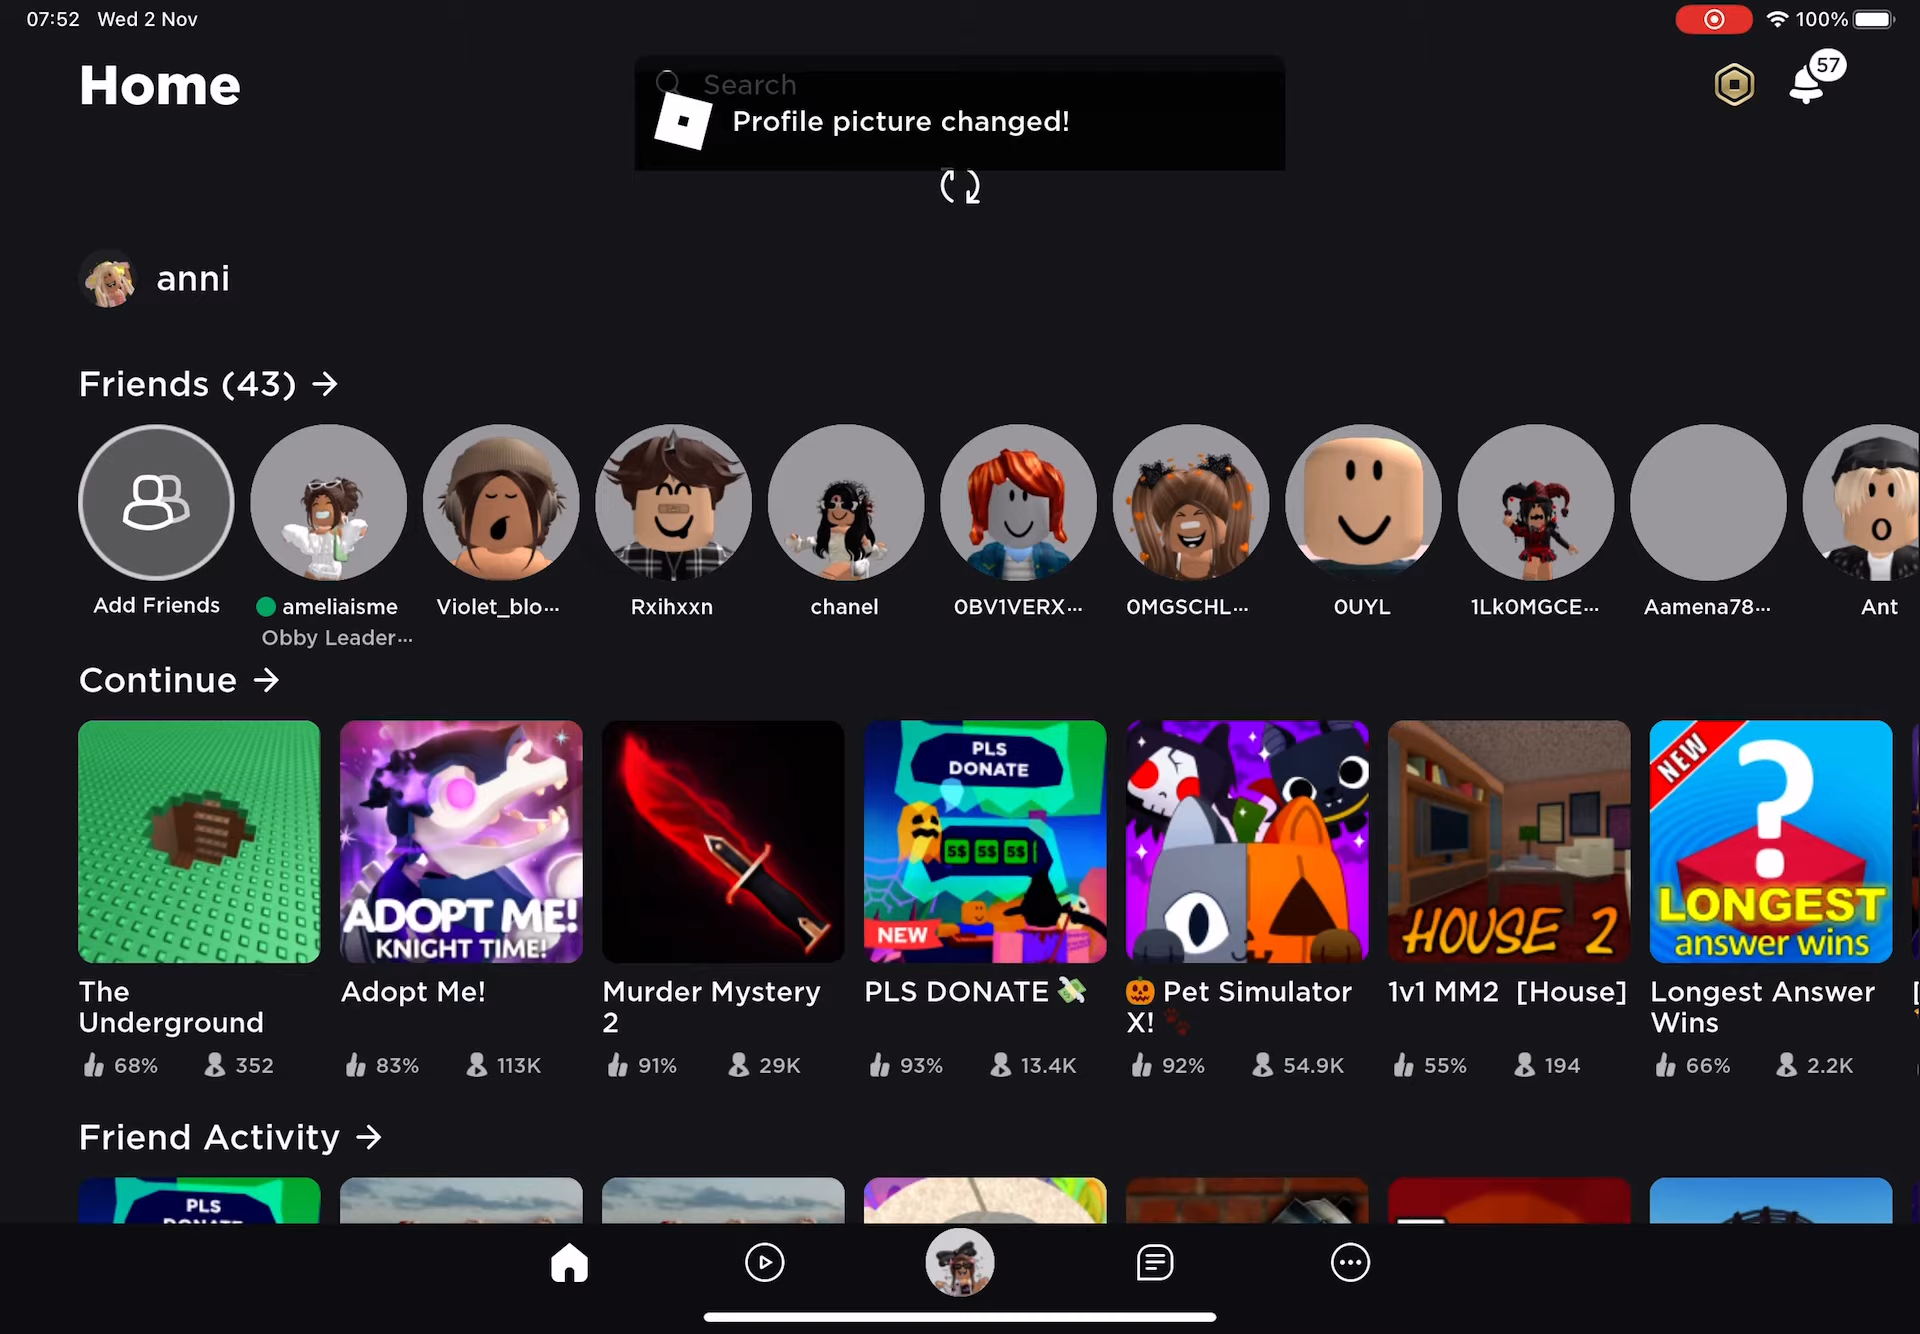 07:52 Wed 2 Nov
100%
Home
Search
57
Profile picture changed!
anni
Friends (43)
Add Friends
ameliaisme
Obby Leader...
Violet_blo...
Rxihxxn
chanel
0BV1VERX...
0MGSCHL...
0UYL
1Lk0MGCE...
Aamena78...
Ant
Continue
ADOPT ME!
KNIGHT TIME!
PLS
DONATE
5$ 5$ 5$
NEW
HOUSE 2
NEW
?
LONGEST
answer wins
The
Underground
68% 352
Adopt Me!
83% 113K
Murder Mystery
2
91% 29K
PLS DONATE 💸
93% 13.4K
🎃 Pet Simulator
X! 🐾
92% 54.9K
1v1 MM2 [House]
55% 194
Longest Answer
Wins
66% 2.2K
[
Friend Activity
PLS
DONATE